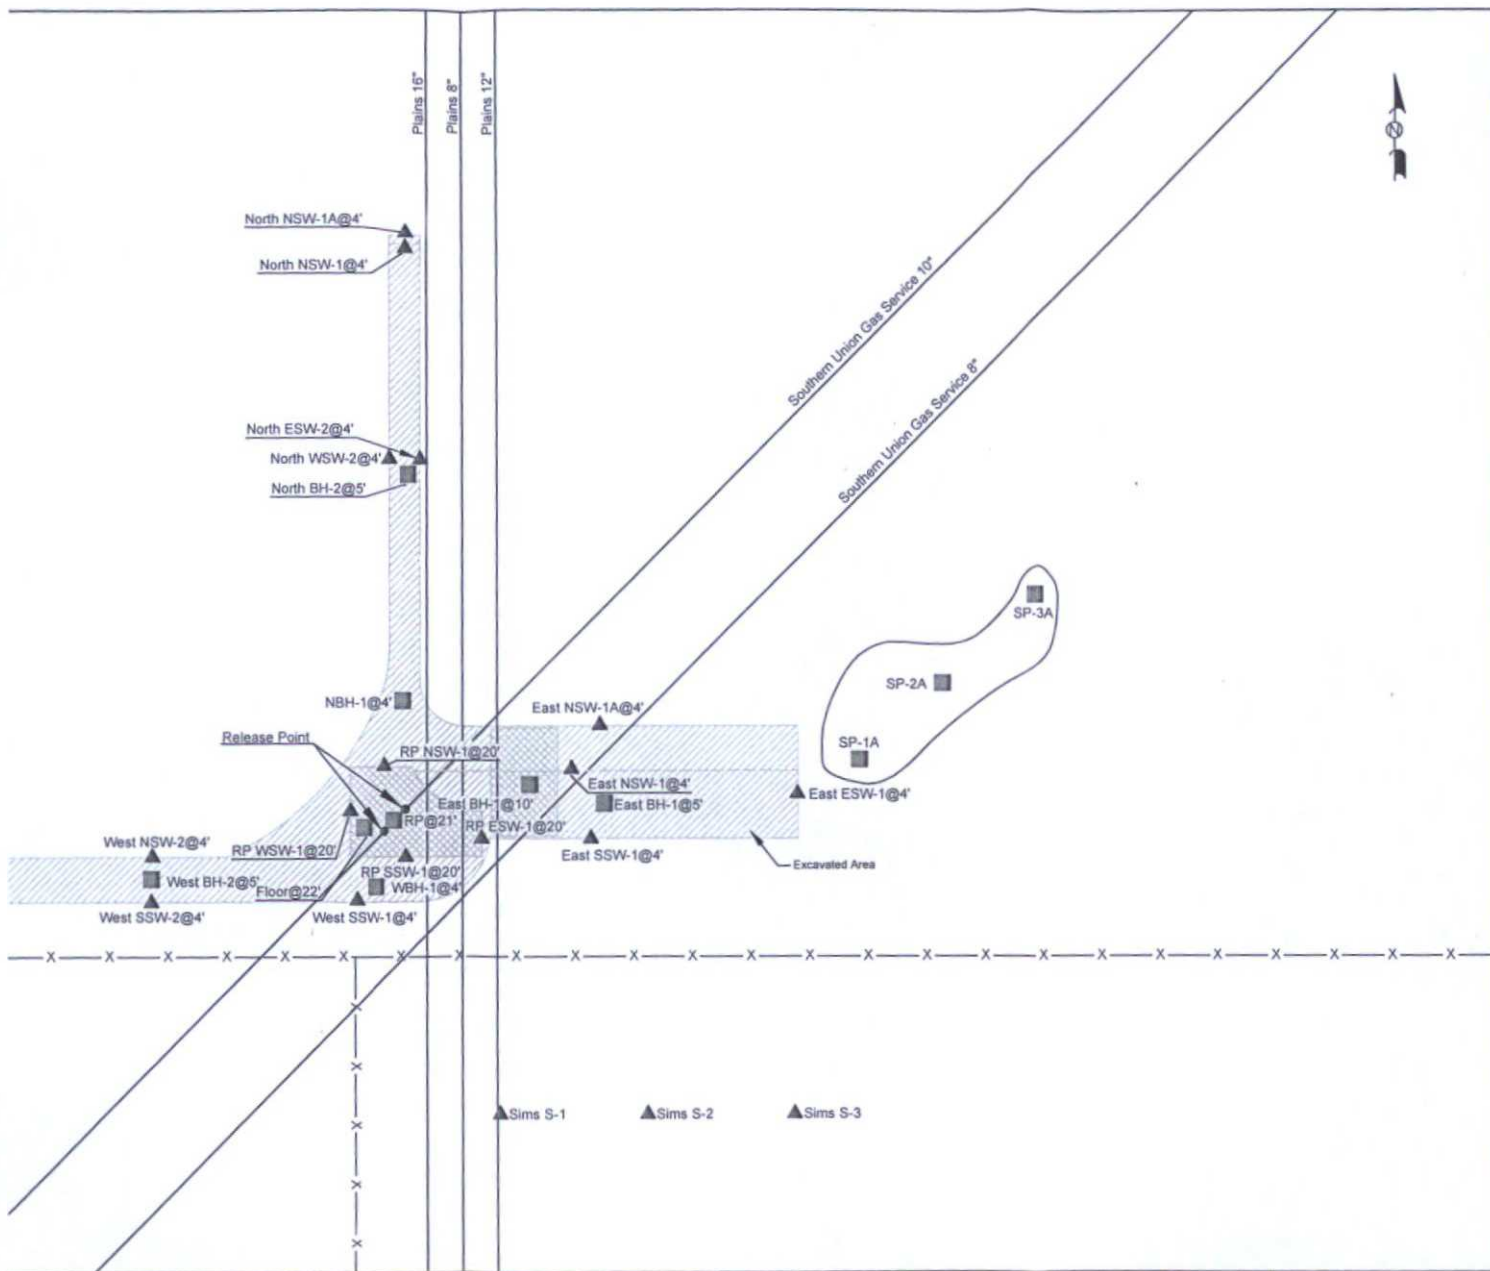 Plains 16"
Plains 8"
Plains 12"
N
North NSW-1A@4'
North NSW-1@4'
Southern Union Gas Service 10"
Southern Union Gas Service 8"
North ESW-2@4'
North WSW-2@4'
North BH-2@5'
SP-3A
SP-2A
NBH-1@4'
East NSW-1A@4'
Release Point
RP NSW-1@20'
SP-1A
East NSW-1@4'
East BH-1@10'
East BH-1@5'
East ESW-1@4'
RP@21'
RP ESW-1@20'
West NSW-2@4'
RP WSW-1@20'
East SSW-1@4'
Excavated Area
RP SSW-1@20'
West BH-2@5'
Floor@22'
WBH-1@4'
West SSW-2@4'
West SSW-1@4'
X X X X X X X X X X X X X X X X X X X X X X X X X
X
X
X
X
X
Sims S-1
Sims S-2
Sims S-3